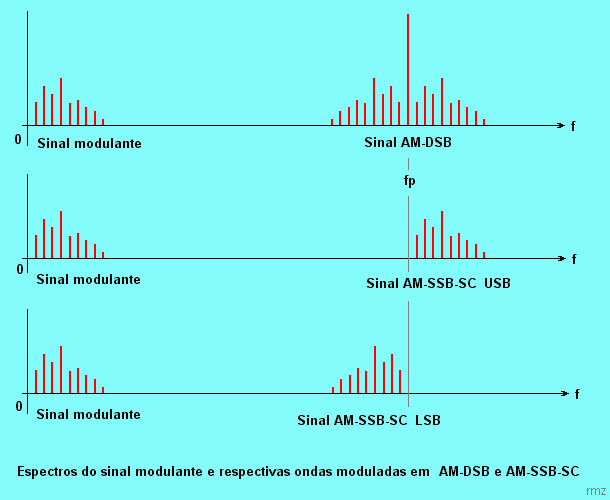 0
f
Sinal modulante
Sinal AM-DSB
fp
0
f
Sinal modulante
Sinal AM-SSB-SC USB
0
f
Sinal modulante
Sinal AM-SSB-SC LSB
Espectros do sinal modulante e respectivas ondas moduladas em AM-DSB e AM-SSB-SC
rmz